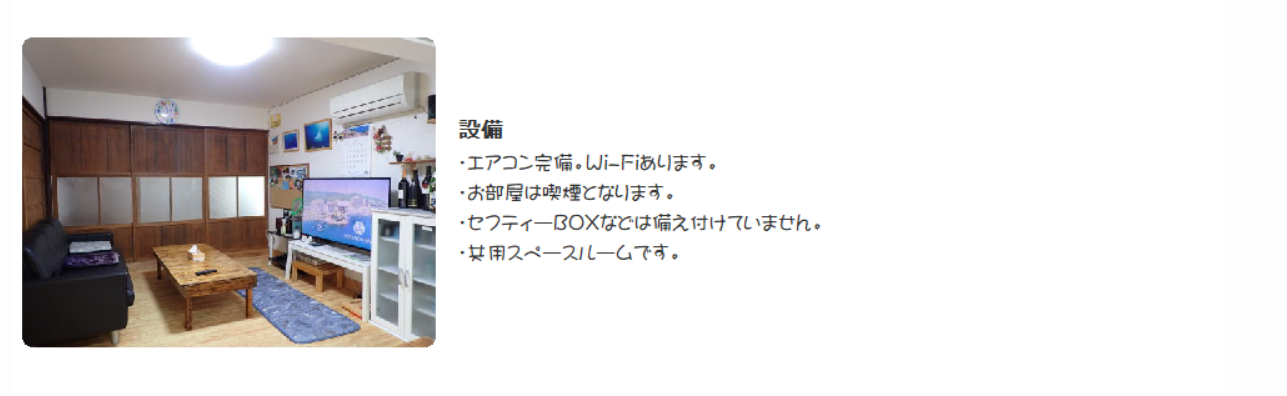 設備
・エアコン完備。Wi-Fiあります。
・お部屋は喫煙となります。
・セフティーBOXなどは備え付けていません。
・共用スペースルームです。